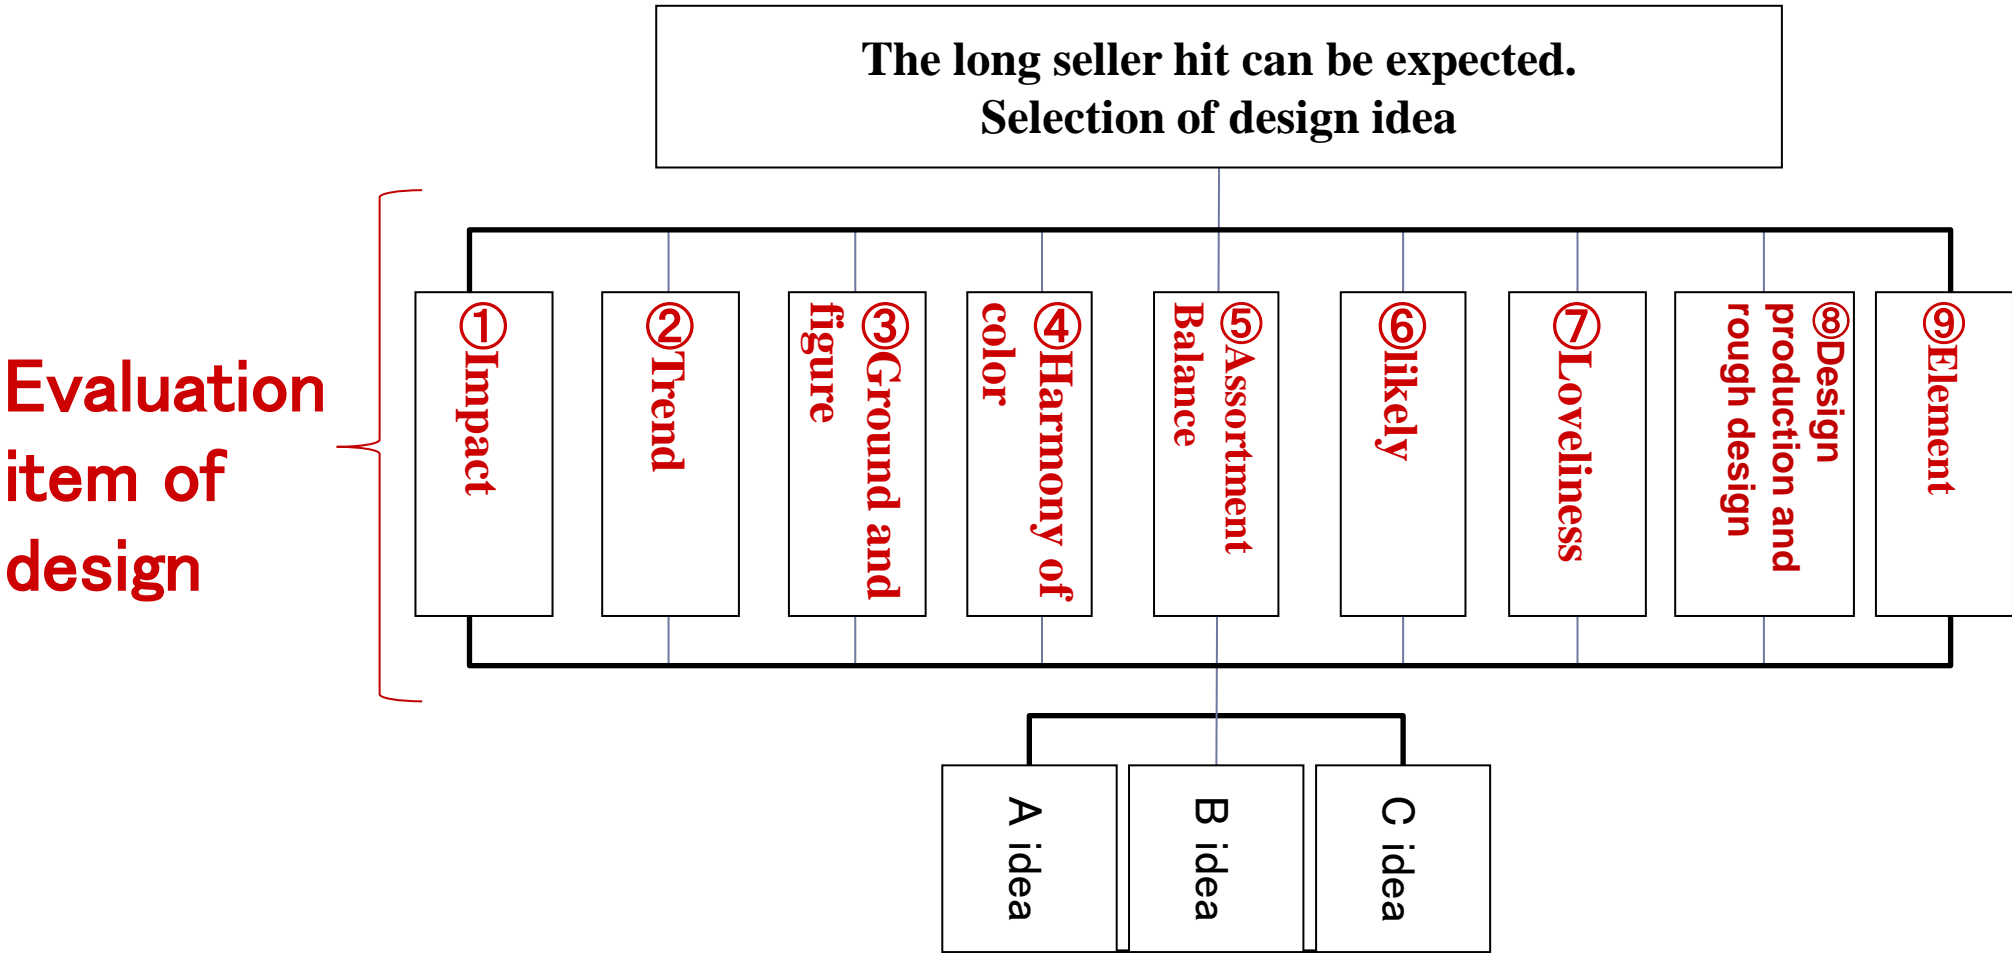 The long seller hit can be expected.
Selection of design idea
Evaluation
item of
design
①Impact
②Trend
③Ground and
figure
④Harmony of
color
⑤Assortment
Balance
⑥likely
⑦Loveliness
⑧Design
production and
rough design
⑨Element
A idea
B idea
C idea